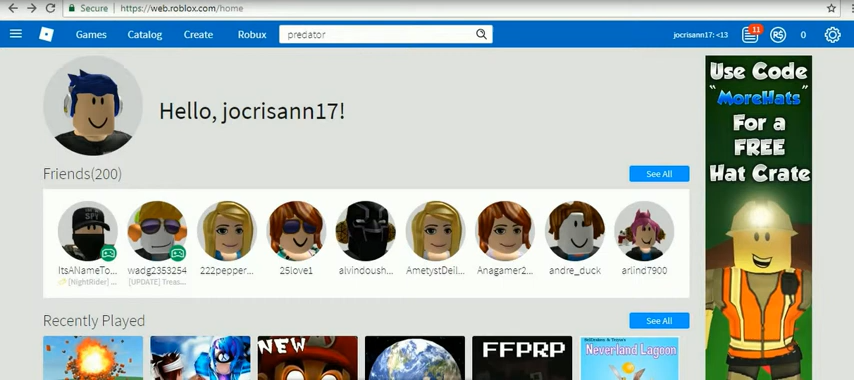 Secure https://web.roblox.com/home
Games Catalog Create Robux predator jocrisann17: <13 11 R$ 0
Hello, jocrisann17!
Friends(200)
See All
ItsANameTo... wadg2353254 222pepper... 25love1 alvindoush... AmetystDeil... Anagamer2... andre_duck arlind7900
[NightRider] ... [UPDATE] Treas...
Recently Played
See All
SPY
NEW
FFPRP
Neverland Lagoon
Use Code
"MoreHats"
For a
FREE
Hat Crate